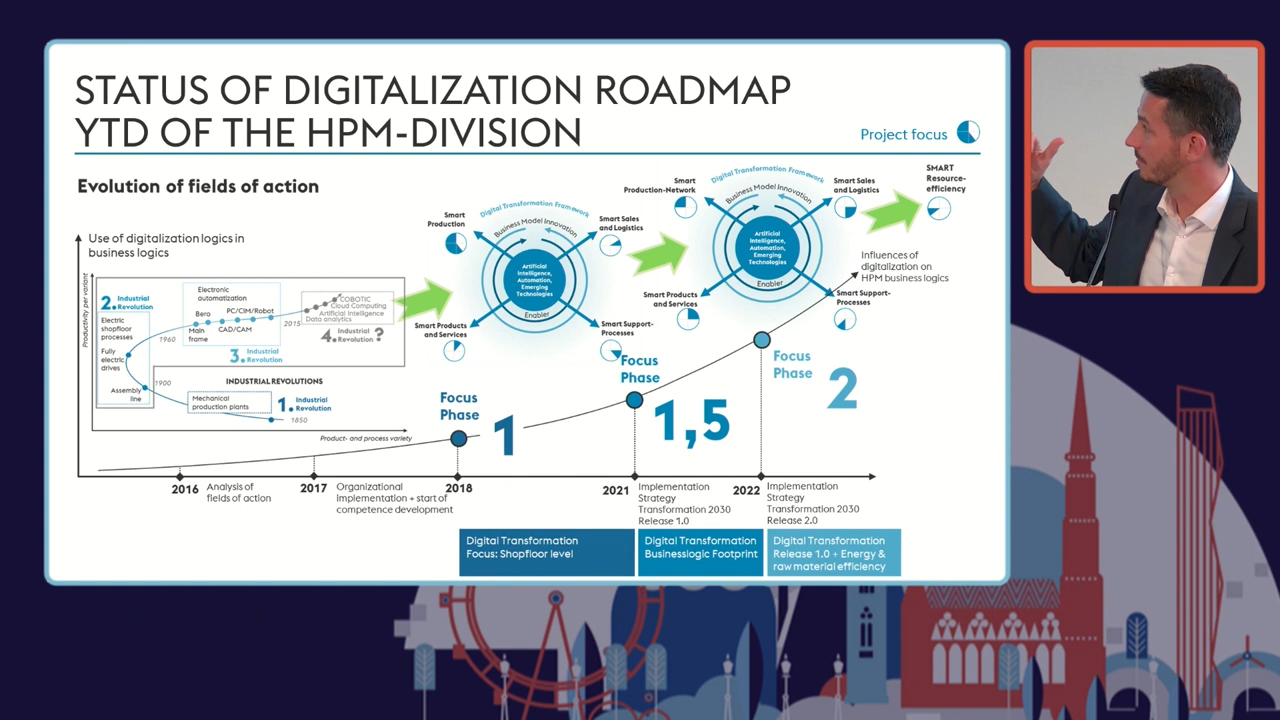 STATUS OF DIGITALIZATION ROADMAP
YTD OF THE HPM-DIVISION
Project focus
Evolution of fields of action
Use of digitalization logics in
business logics
Productivity per variant
2. Industrial
Revolution
Electric
shopfloor
processes
Fully
electric
drives
Assembly
line
1960
1900
Electronic
automatization
Bero
PC/CIM/Robot
Main
frame
CAD/CAM
3. Industrial
Revolution
2015
COBOTIC
Cloud Computing
Artificial Intelligence
Data analytics
4. Industrial
Revolution ?
INDUSTRIAL REVOLUTIONS
Mechanical
production plants
1. Industrial
Revolution
1850
Product- and process variety
Smart
Production
Digital Transformation Framework
Business Model Innovation
Smart Sales
and Logistics
Artificial
Intelligence,
Automation,
Emerging
Technologies
Enabler
Smart Products
and Services
Smart Support-
Processes
Smart
Production-Network
Digital Transformation Framework
Business Model Innovation
Smart Sales
and Logistics
Artificial
Intelligence,
Automation,
Emerging
Technologies
Enabler
Smart Products
and Services
Smart Support-
Processes
SMART
Resource-
efficiency
Influences of
digitalization on
HPM business logics
Focus
Phase
1
Focus
Phase
1,5
Focus
Phase
2
2016
Analysis of
fields of action
2017
Organizational
Implementation + start of
competence development
2018
2021
Implementation
Strategy
Transformation 2030
Release 1.0
2022
Implementation
Strategy
Transformation 2030
Release 2.0
Digital Transformation
Focus: Shopfloor level
Digital Transformation
Businesslogic Footprint
Digital Transformation
Release 1.0 + Energy &
raw material efficiency